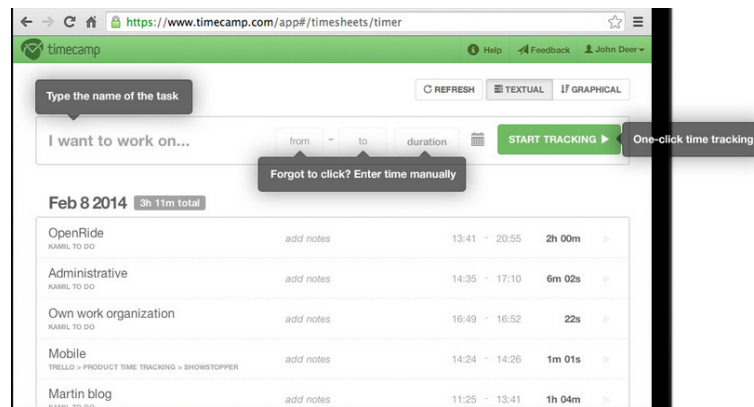 https://www.timecamp.com/app#/timesheets/timer
timecamp Help Feedback John Deer
Type the name of the task
REFRESH TEXTUAL GRAPHICAL
I want to work on... from - to duration START TRACKING One-click time tracking
Forgot to click? Enter time manually
Feb 8 2014 3h 11m total
OpenRide add notes 13:41 - 20:55 2h 00m
KAMIL TO DO
Administrative add notes 14:35 - 17:10 6m 02s
KAMIL TO DO
Own work organization add notes 16:49 - 16:52 22s
KAMIL TO DO
Mobile add notes 14:24 - 14:26 1m 01s
TRELLO > PRODUCT TIME TRACKING > SHOWSTOPPER
Martin blog add notes 11:25 - 13:41 1h 04m
KAMIL TO DO